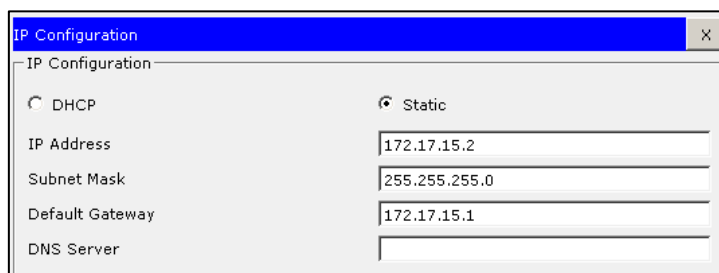 IP Configuration X
IP Configuration
DHCP Static
IP Address 172.17.15.2
Subnet Mask 255.255.255.0
Default Gateway 172.17.15.1
DNS Server